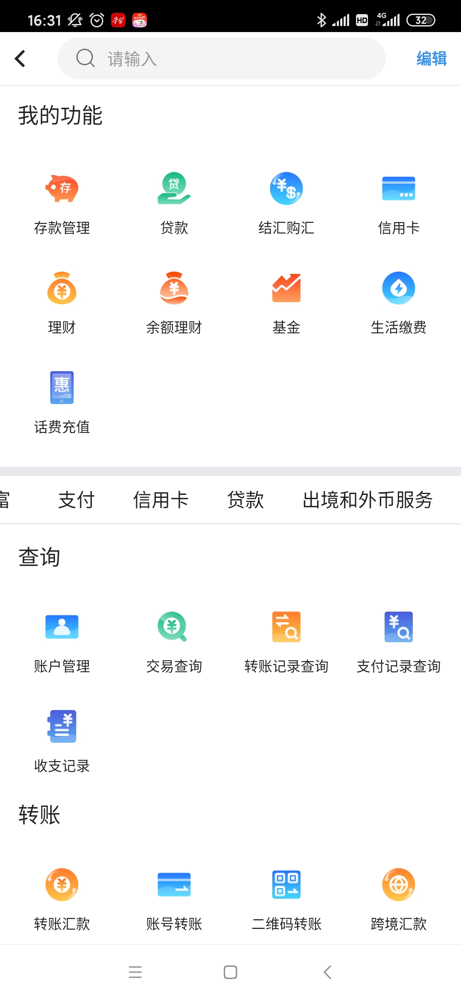 16:31 学习 HD 4G 32
请输入 编辑
我的功能
存 贷 ¥$
存款管理 贷款 结汇购汇 信用卡
¥ ¥
理财 余额理财 基金 生活缴费
惠
话费充值
富 支付 信用卡 贷款 出境和外币服务
查询
¥ ¥
账户管理 交易查询 转账记录查询 支付记录查询
¥
收支记录
转账
¥
转账汇款 账号转账 二维码转账 跨境汇款